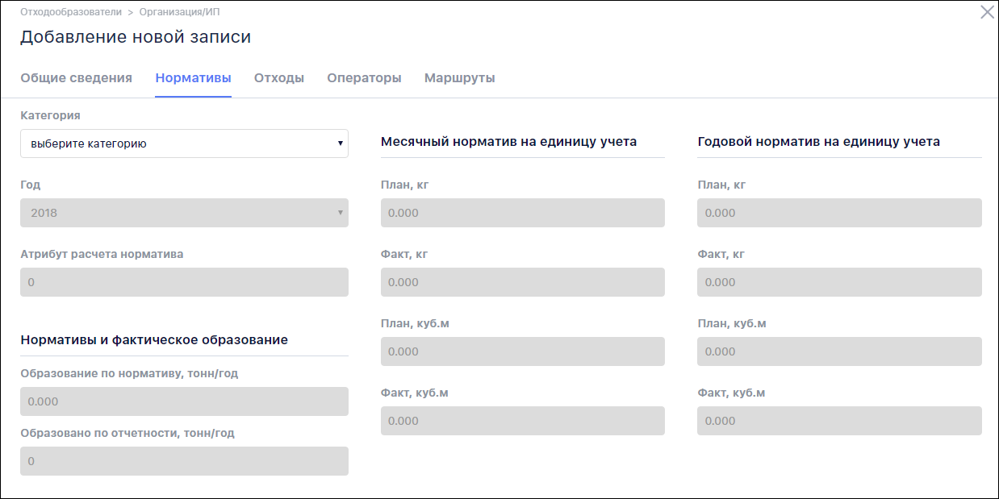 Отходообразователи > Организация/ИП
Добавление новой записи
Общие сведения Нормативы Отходы Операторы Маршруты
Категория
выберите категорию
Год
2018
Атрибут расчета норматива
0
Нормативы и фактическое образование
Образование по нормативу, тонн/год
0.000
Образовано по отчетности, тонн/год
0
Месячный норматив на единицу учета
План, кг
0.000
Факт, кг
0.000
План, куб.м
0.000
Факт, куб.м
0.000
Годовой норматив на единицу учета
План, кг
0.000
Факт, кг
0.000
План, куб.м
0.000
Факт, куб.м
0.000